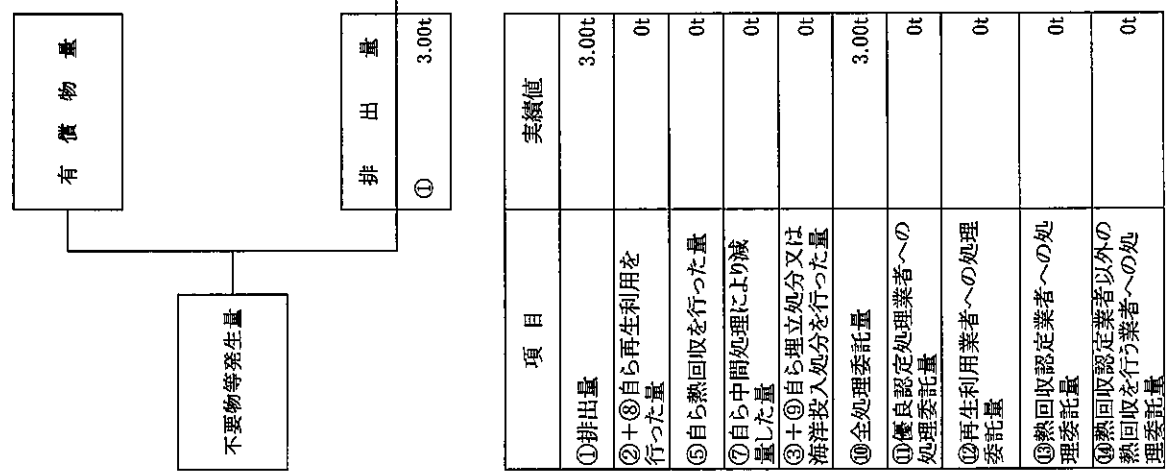 有 償 物 量
不要物等発生量
排 出 量
① 3.00t
項 目 実績値
①排出量 3.00t
②+⑧自ら再生利用を
行った量 0t
⑤自ら熱回収を行った量 0t
⑦自ら中間処理により減
量した量 0t
③+⑨自ら埋立処分又は
海洋投入処分を行った量 0t
⑩全処理委託量 3.00t
⑪優良認定処理業者への
処理委託量 0t
⑫再生利用業者への処理
委託量 0t
⑬熱回収認定業者への処
理委託量 0t
⑭熱回収認定業者以外の
熱回収を行う業者への処
理委託量 0t